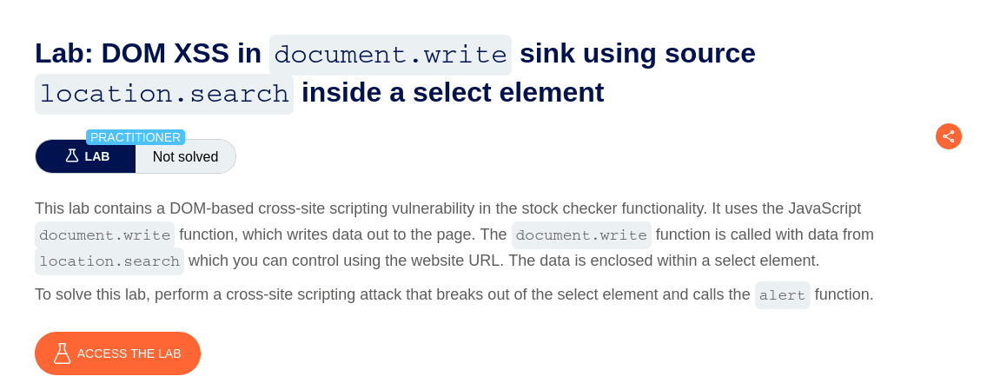 Lab: DOM XSS in document.write sink using source
location.search inside a select element
PRACTITIONER
LAB Not solved
This lab contains a DOM-based cross-site scripting vulnerability in the stock checker functionality. It uses the JavaScript
document.write function, which writes data out to the page. The document.write function is called with data from
location.search which you can control using the website URL. The data is enclosed within a select element.
To solve this lab, perform a cross-site scripting attack that breaks out of the select element and calls the alert function.
ACCESS THE LAB